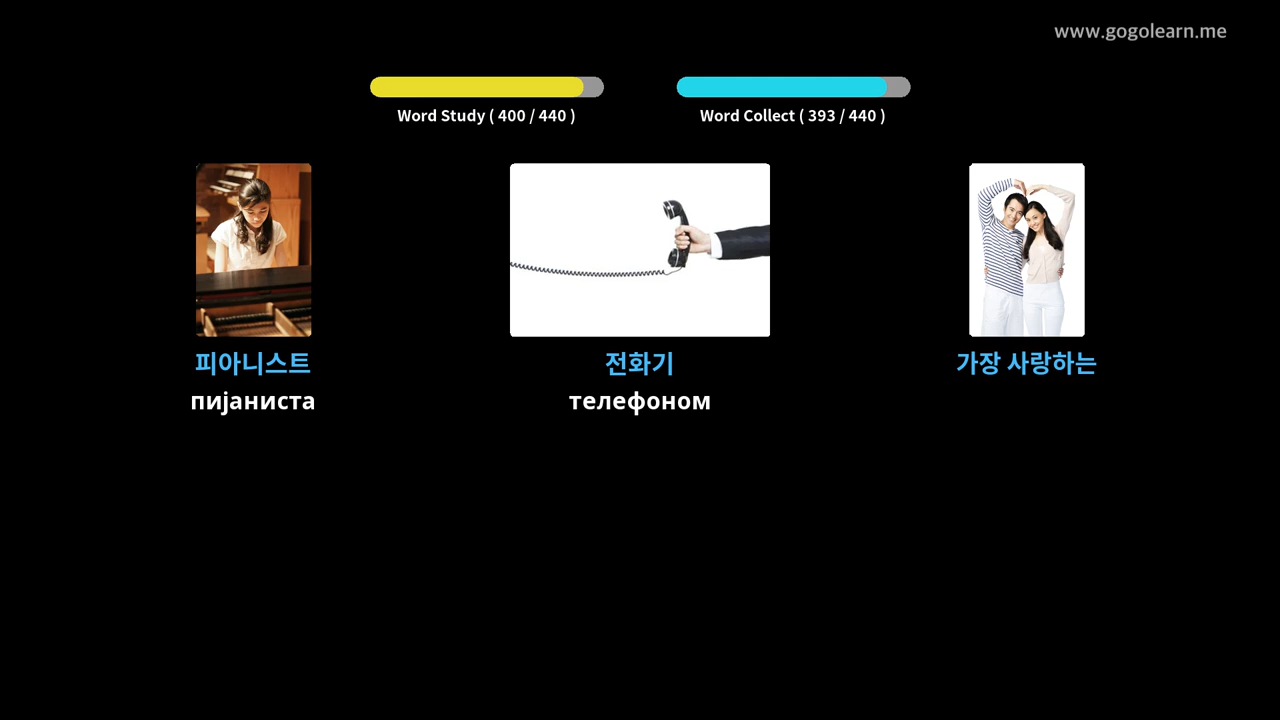 www.gogolearn.me
Word Study ( 400 / 440 )
Word Collect ( 393 / 440 )
피아니스트
전화기
가장 사랑하는
пијаниста
телефоном